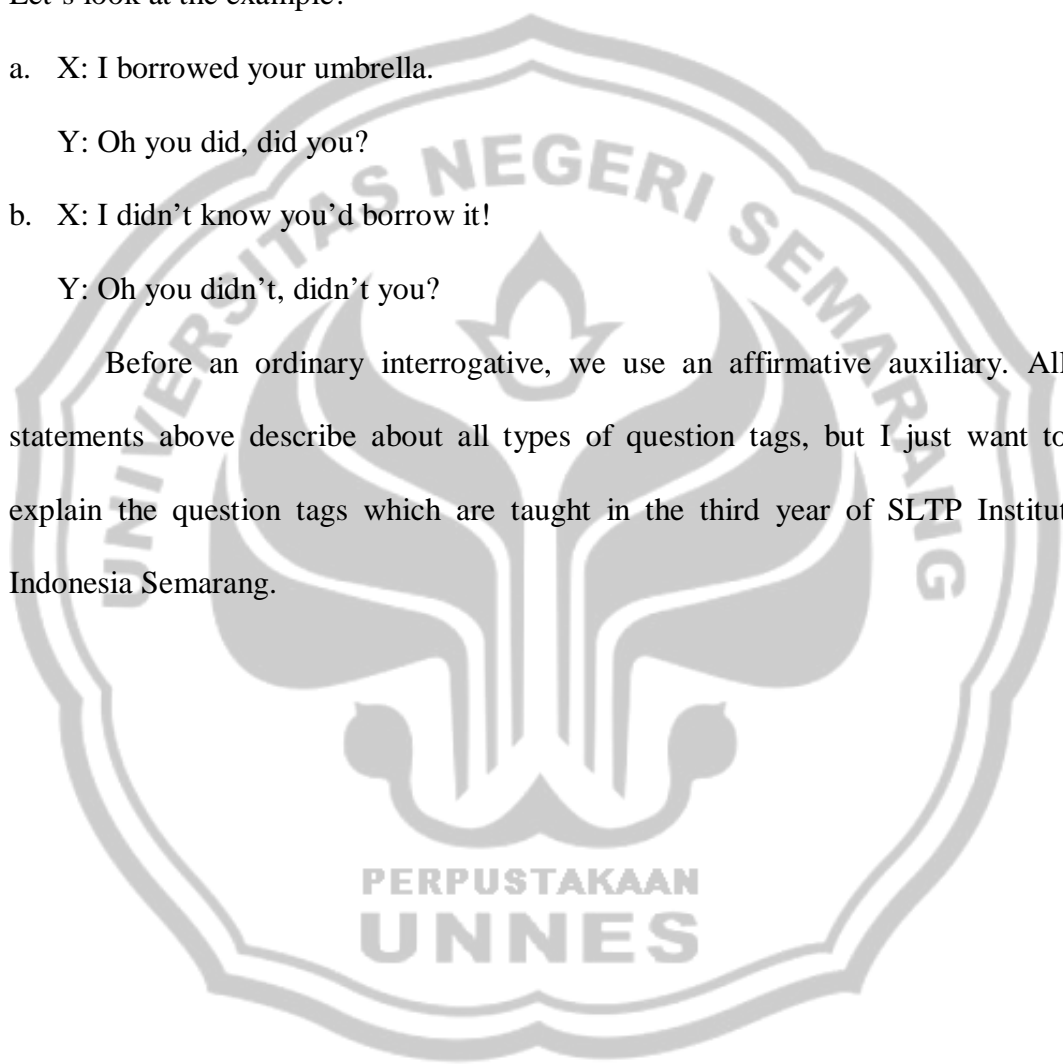 Let's look at the example!
a. X: I borrowed your umbrella.
Y: Oh you did, did you?
b. X: I didn't know you'd borrow it!
Y: Oh you didn't, didn't you?
Before an ordinary interrogative, we use an affirmative auxiliary. All
statements above describe about all types of question tags, but I just want to
explain the question tags which are taught in the third year of SLTP Institut
Indonesia Semarang.
UNIVERSITAS NEGERI SEMARANG
PERPUSTAKAAN
UNNES